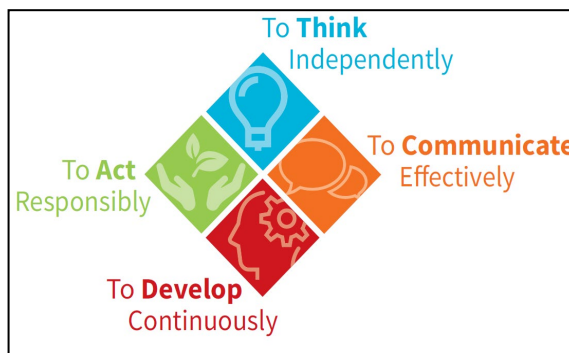 To Think
Independently
To Communicate
Effectively
To Act
Responsibly
To Develop
Continuously